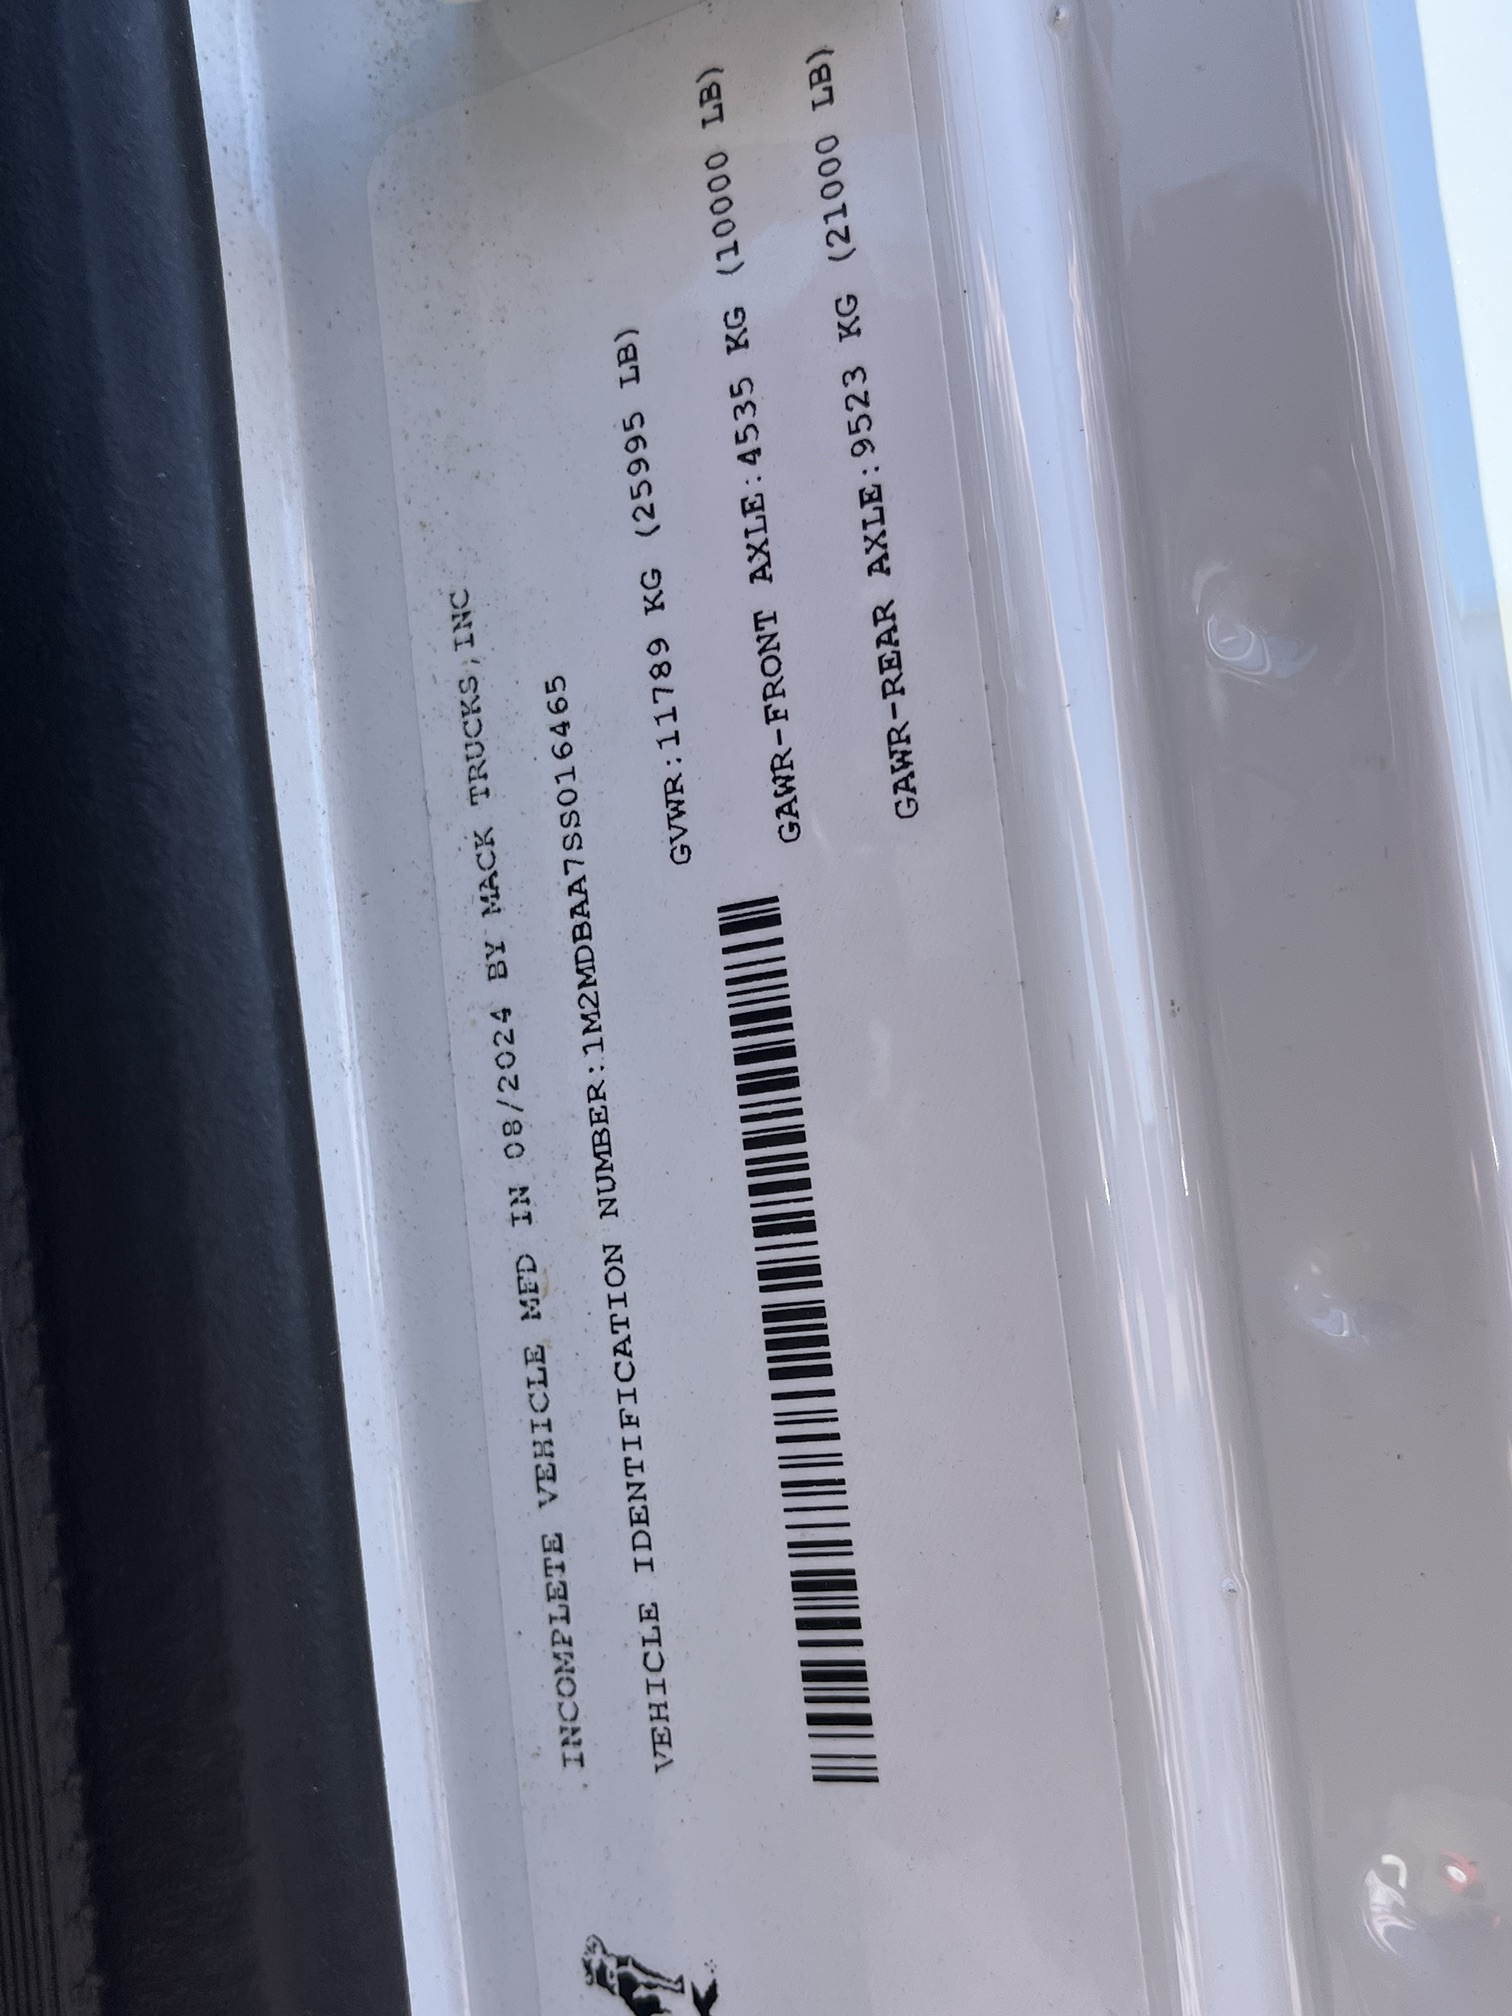 INCOMPLETE VEHICLE MFD IN 08/2024 BY MACK TRUCKS,INC
VEHICLE IDENTIFICATION NUMBER:1M2MDBAA7SS016465
GVWR:11789 KG (25995 LB)
GAWR-FRONT AXLE:4535 KG (10000 LB)
GAWR-REAR AXLE:9523 KG (21000 LB)